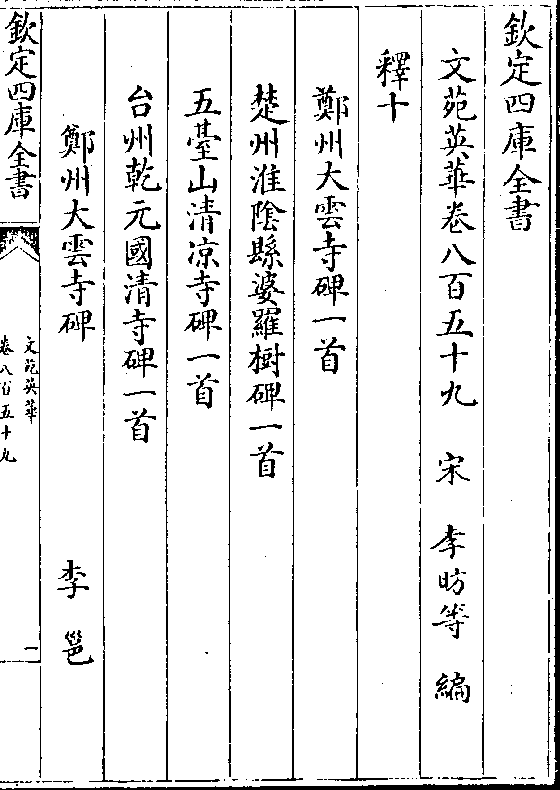 欽定四庫全書
文苑英華卷八百五十九 宋 李昉等 編
釋十
鄭州大雲寺碑一首
楚州淮隂縣婆羅樹碑一首
五臺山清凉寺碑一首
台州乾元國清寺碑一首
鄭州大雲寺碑 李邕
欽定四庫全書
文苑英華
卷八百五十九
一